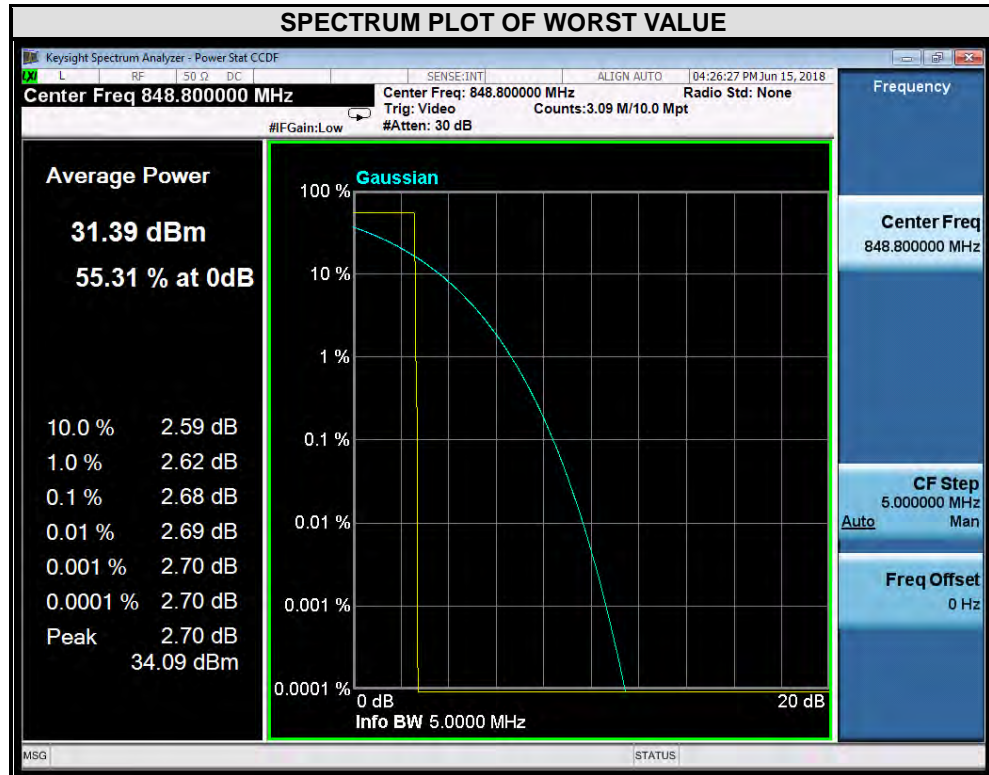 SPECTRUM PLOT OF WORST VALUE
Keysight Spectrum Analyzer - Power Stat CCDF
LXI L RF 50 Ω DC SENSE:INT ALIGN AUTO 04:26:27 PM Jun 15, 2018
Center Freq 848.800000 MHz
Center Freq: 848.800000 MHz Radio Std: None
Trig: Video Counts:3.09 M/10.0 Mpt
#IFGain:Low #Atten: 30 dB
Average Power
31.39 dBm
55.31 % at 0dB
10.0 % 2.59 dB
1.0 % 2.62 dB
0.1 % 2.68 dB
0.01 % 2.69 dB
0.001 % 2.70 dB
0.0001 % 2.70 dB
Peak 2.70 dB
34.09 dBm
Gaussian
100 %
10 %
1 %
0.1 %
0.01 %
0.001 %
0.0001 %
0 dB 20 dB
Info BW 5.0000 MHz
Frequency
Center Freq
848.800000 MHz
CF Step
5.000000 MHz
Auto Man
Freq Offset
0 Hz
MSG STATUS